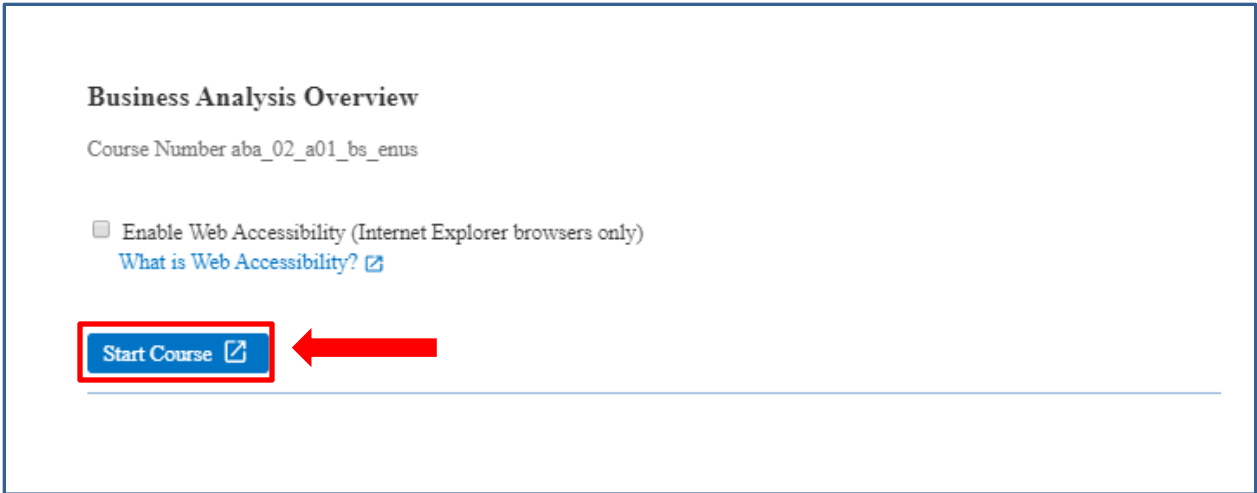 Business Analysis Overview
Course Number aba_02_a01_bs_enus
Enable Web Accessibility (Internet Explorer browsers only)
What is Web Accessibility?
Start Course